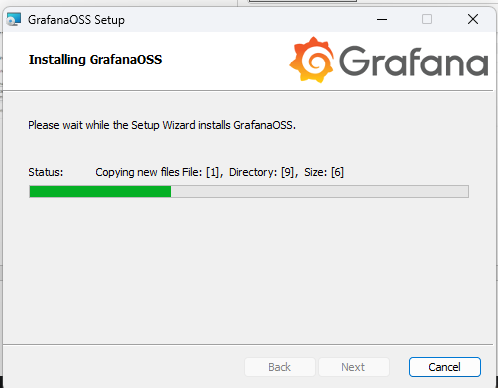 GrafanaOSS Setup
Installing GrafanaOSS
Grafana
Please wait while the Setup Wizard installs GrafanaOSS.
Status: Copying new files File: [1], Directory: [9], Size: [6]
Back Next Cancel